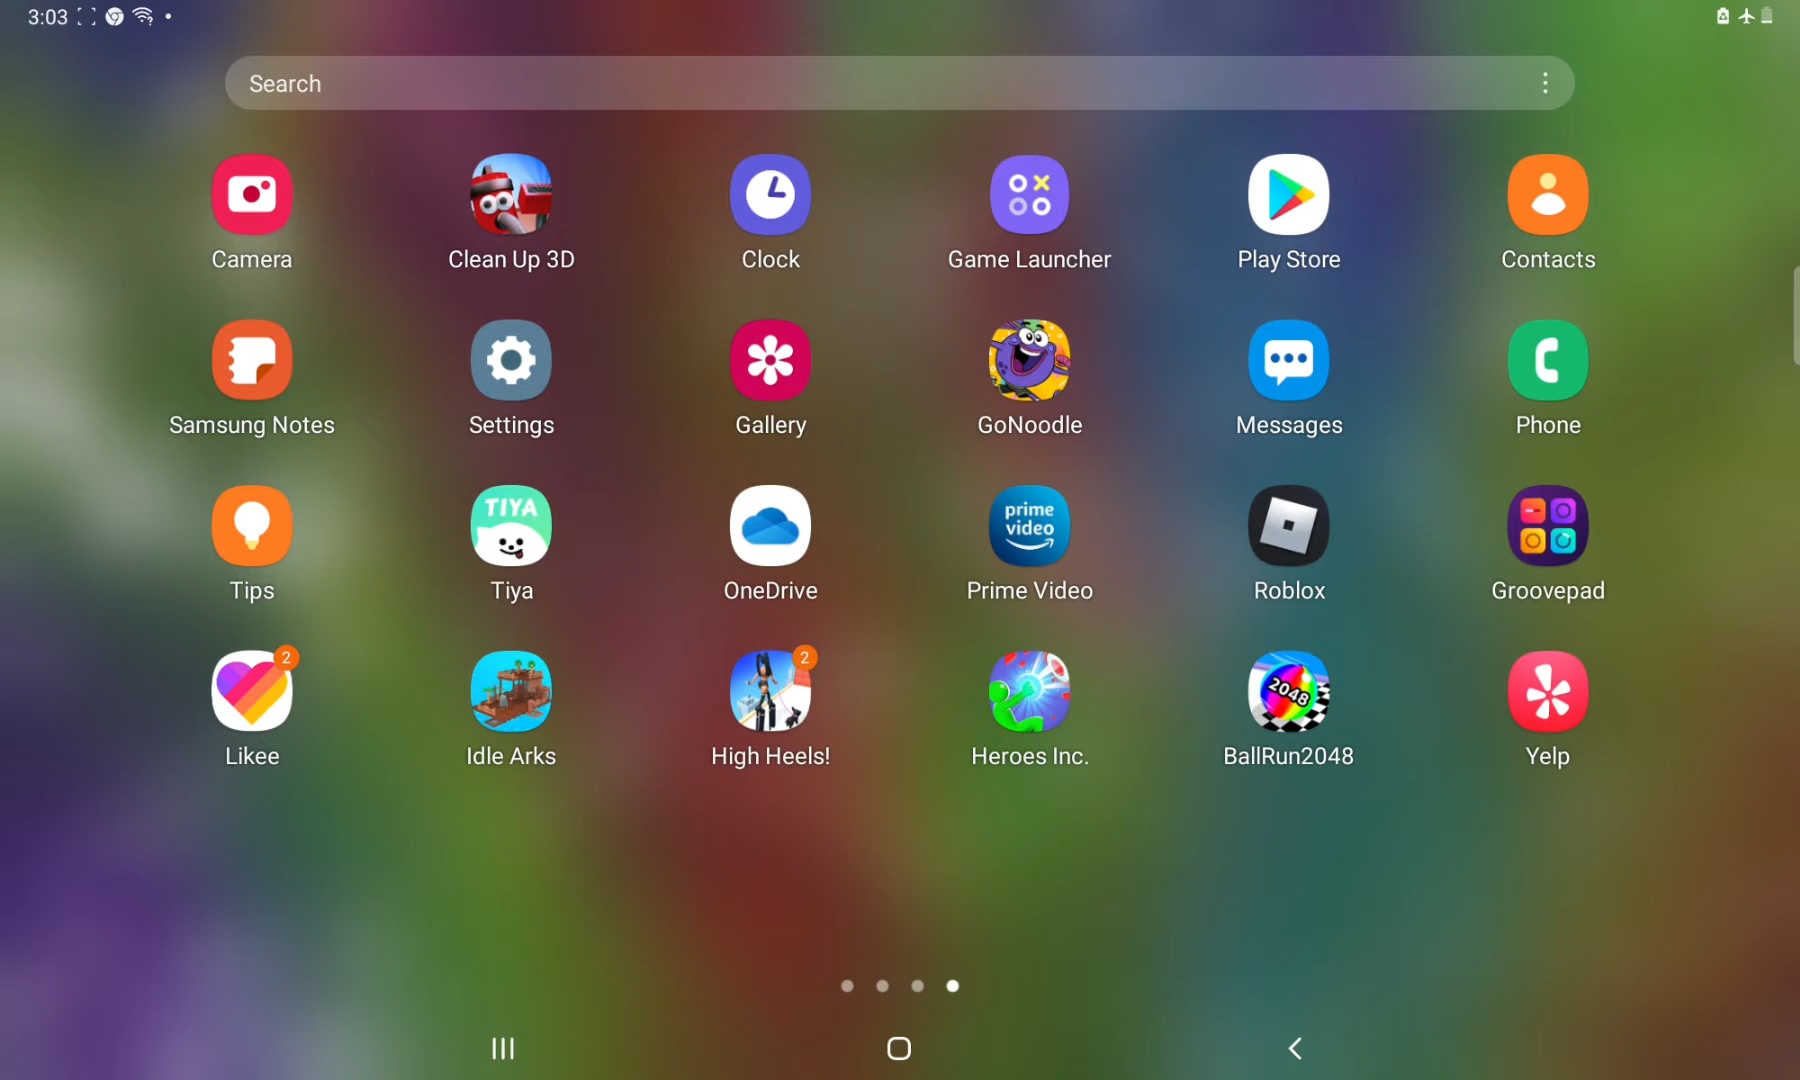 3:03
Search
Camera
Clean Up 3D
Clock
Game Launcher
Play Store
Contacts
Samsung Notes
Settings
Gallery
GoNoodle
Messages
Phone
TIYA
prime
video
Tips
Tiya
OneDrive
Prime Video
Roblox
Groovepad
2
2
2048
Likee
Idle Arks
High Heels!
Heroes Inc.
BallRun2048
Yelp